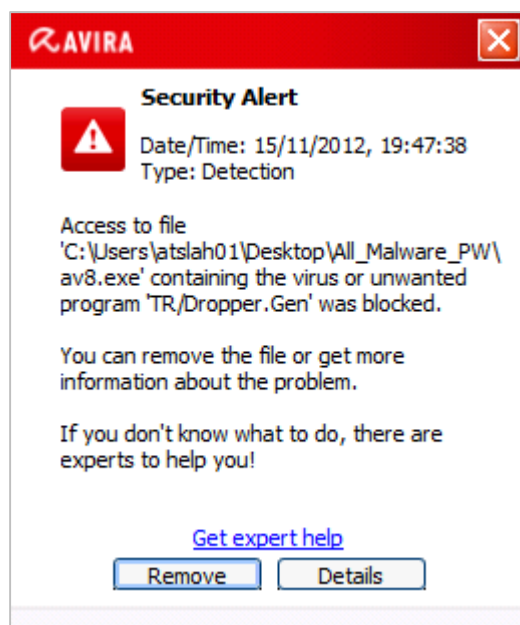 AVIRA
Security Alert
Date/Time: 15/11/2012, 19:47:38
Type: Detection
Access to file
'C:\Users\atslah01\Desktop\All_Malware_PW\
av8.exe' containing the virus or unwanted
program 'TR/Dropper.Gen' was blocked.
You can remove the file or get more
information about the problem.
If you don't know what to do, there are
experts to help you!
Get expert help
Remove
Details